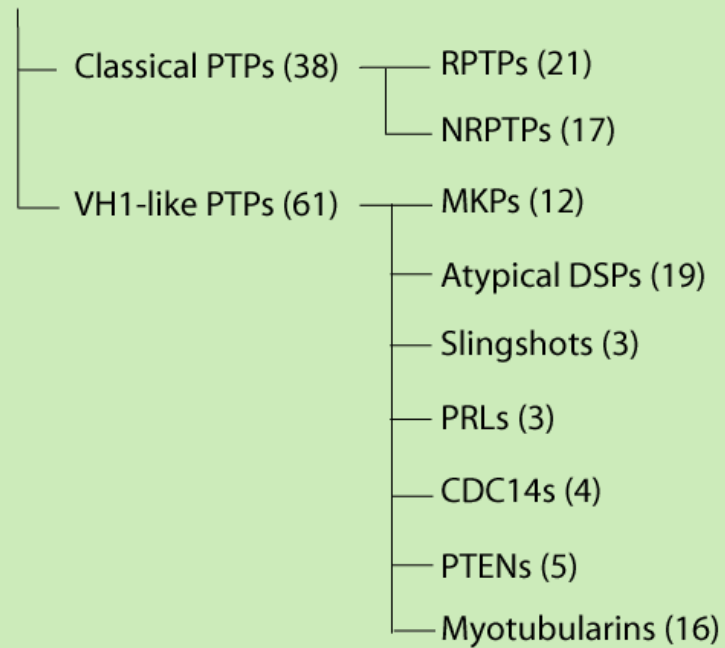 Classical PTPs (38)
RPTPs (21)
NRPTPs (17)
VH1-like PTPs (61)
MKPs (12)
Atypical DSPs (19)
Slingshots (3)
PRLs (3)
CDC14s (4)
PTENs (5)
Myotubularins (16)